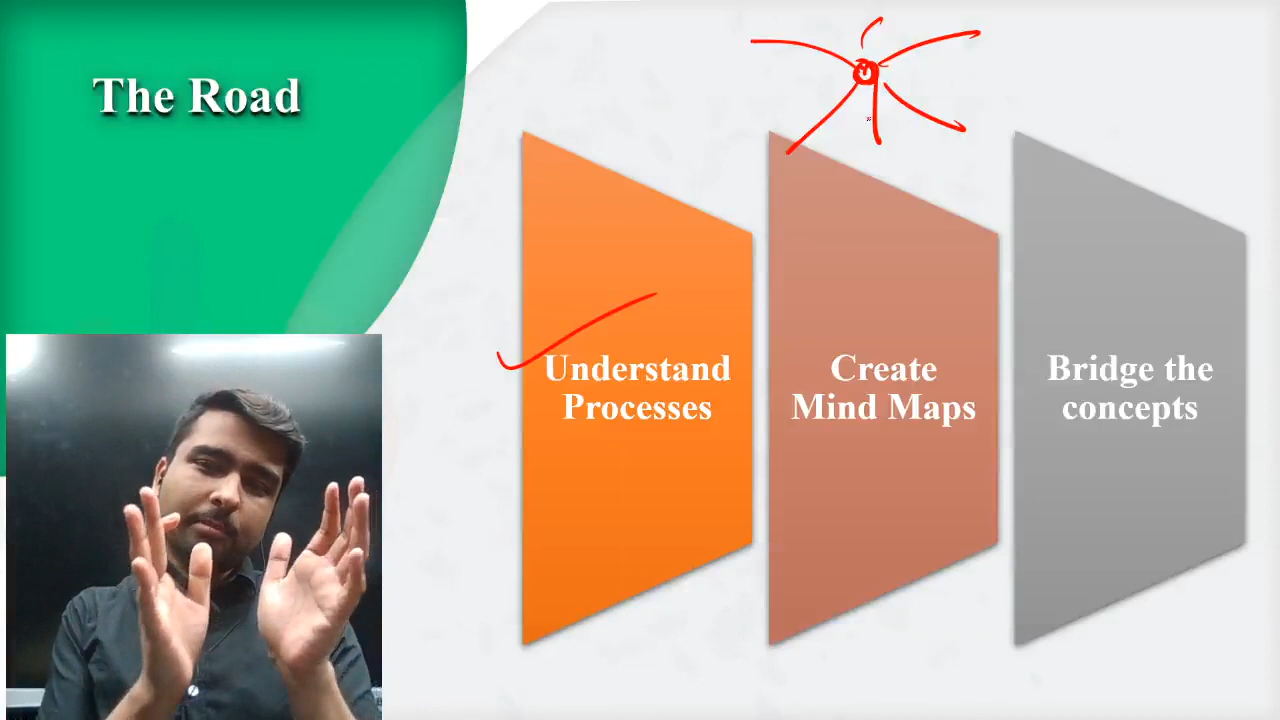 The Road
Understand
Processes
Create
Mind Maps
Bridge the
concepts